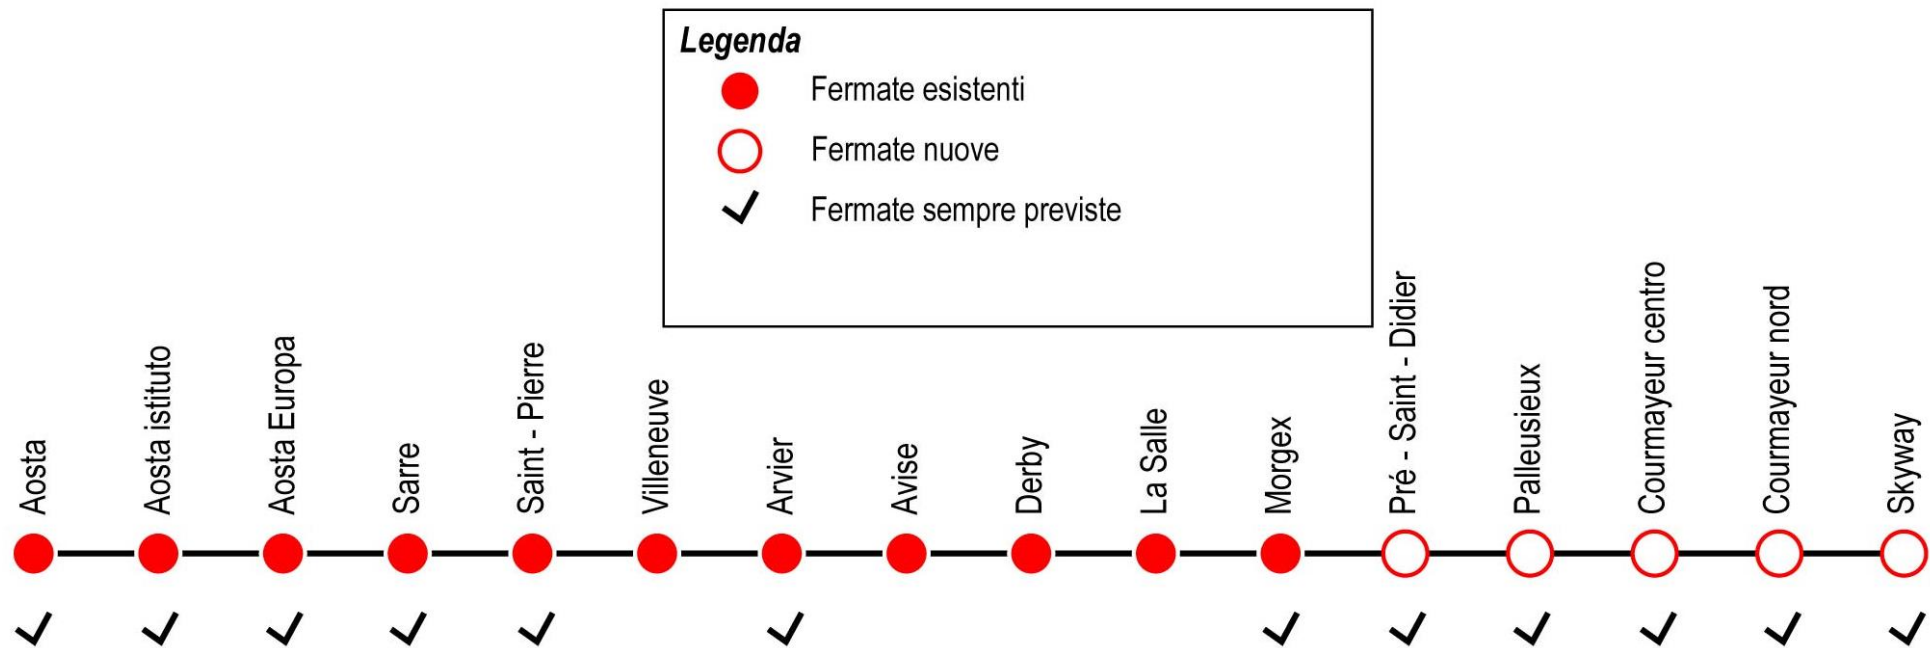 Legenda
Fermate esistenti
Fermate nuove
Fermate sempre previste
Aosta
Aosta istituto
Aosta Europa
Sarre
Saint - Pierre
Villeneuve
Arvier
Avise
Derby
La Salle
Morgex
Pré - Saint - Didier
Palleusieux
Courmayeur centro
Courmayeur nord
Skyway